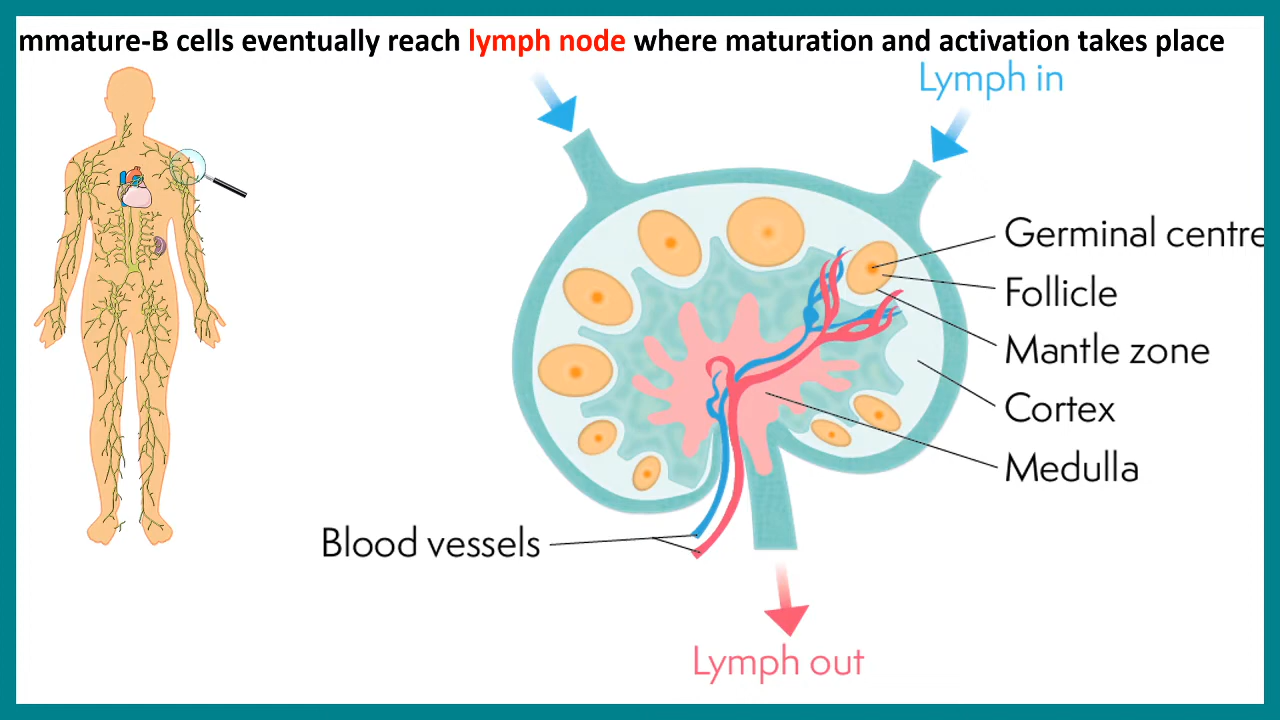 mmature-B cells eventually reach lymph node where maturation and activation takes place
Lymph in
Germinal centre
Follicle
Mantle zone
Cortex
Medulla
Blood vessels
Lymph out